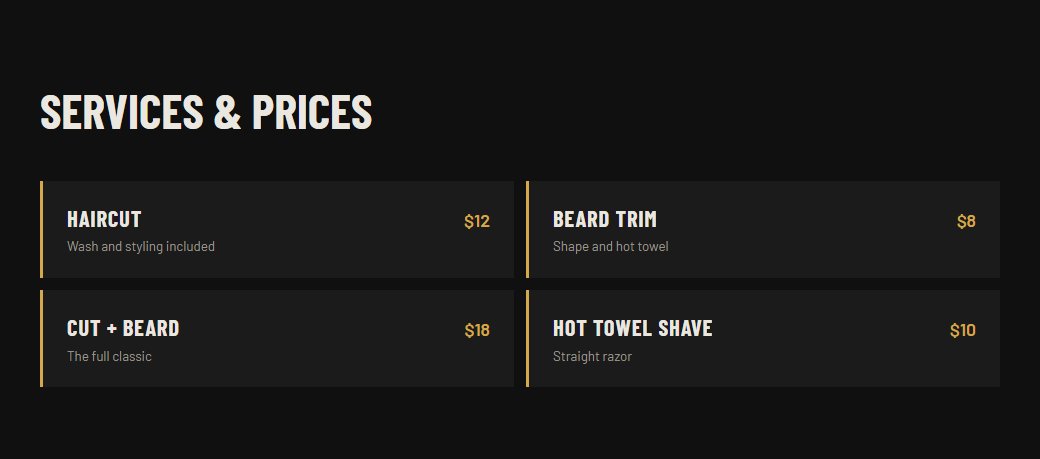 SERVICES & PRICES
HAIRCUT
$12
Wash and styling included
BEARD TRIM
$8
Shape and hot towel
CUT + BEARD
$18
The full classic
HOT TOWEL SHAVE
$10
Straight razor